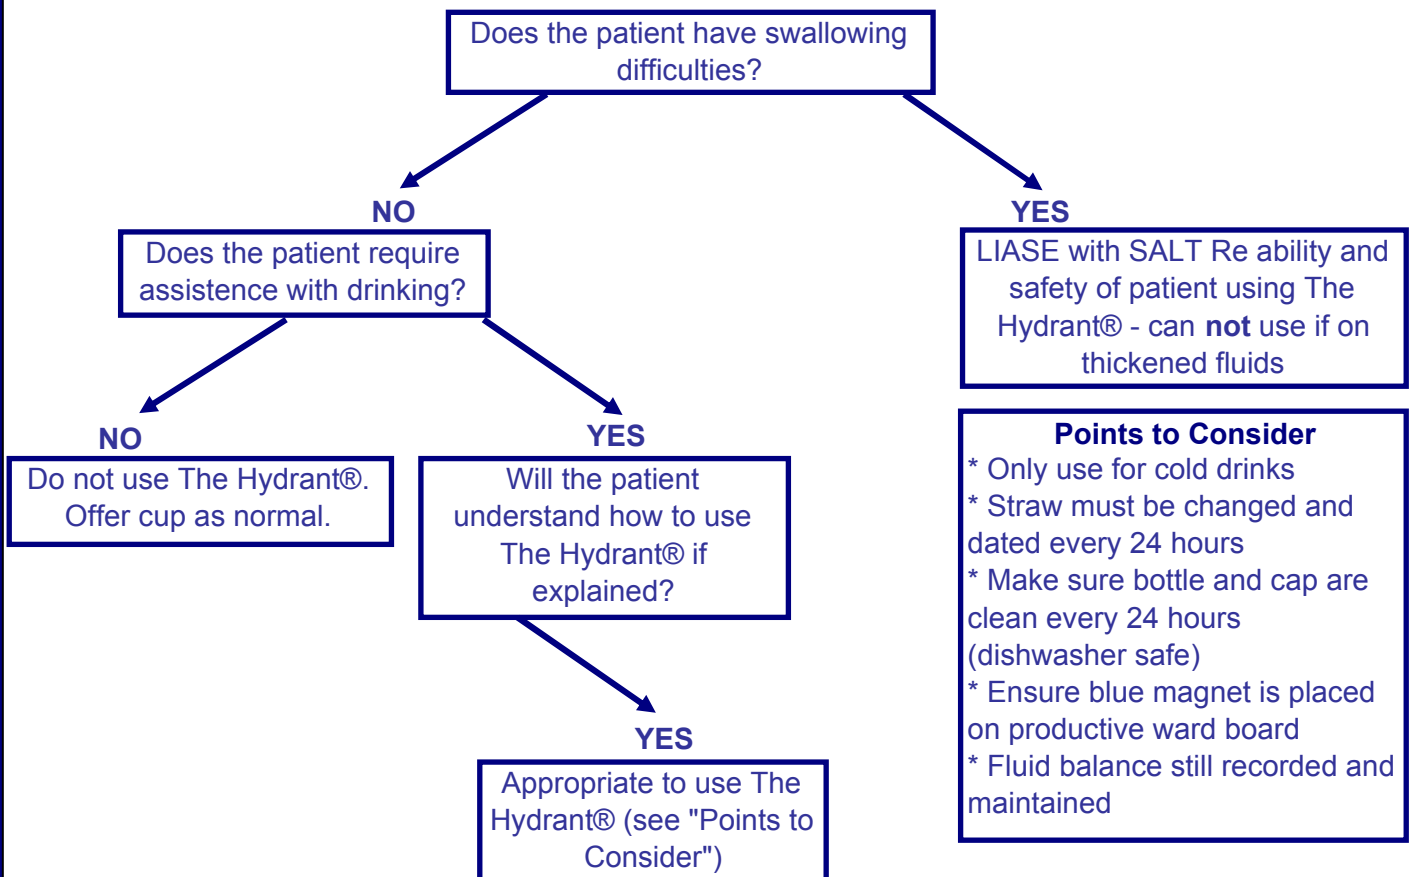 Does the patient have swallowing
difficulties?
NO
YES
Does the patient require
assistence with drinking?
LIASE with SALT Re ability and
safety of patient using The
Hydrant® - can not use if on
thickened fluids
NO
YES
Do not use The Hydrant®.
Offer cup as normal.
Will the patient
understand how to use
The Hydrant® if
explained?
Points to Consider
* Only use for cold drinks
* Straw must be changed and
dated every 24 hours
* Make sure bottle and cap are
clean every 24 hours
(dishwasher safe)
* Ensure blue magnet is placed
on productive ward board
* Fluid balance still recorded and
maintained
YES
Appropriate to use The
Hydrant® (see "Points to
Consider")